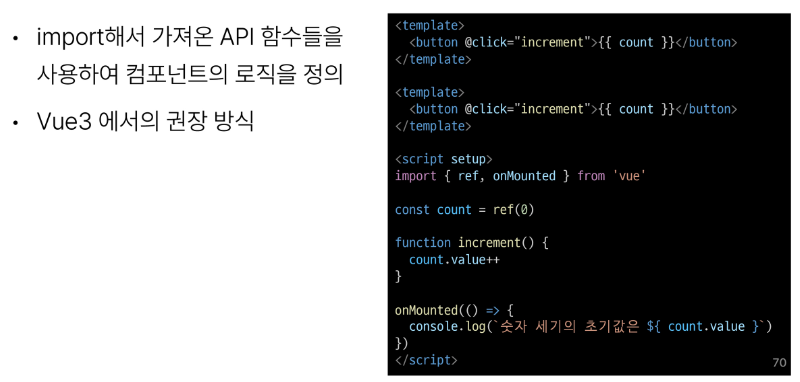 • import해서 가져온 API 함수들을
사용하여 컴포넌트의 로직을 정의
• Vue3 에서의 권장 방식
<template>
  <button @click="increment">{{ count }}</button>
</template>

<template>
  <button @click="increment">{{ count }}</button>
</template>

<script setup>
import { ref, onMounted } from 'vue'

const count = ref(0)

function increment() {
  count.value++
}

onMounted(() => {
  console.log(`숫자 세기의 초기값은 ${ count.value }`)
})
</script>
70